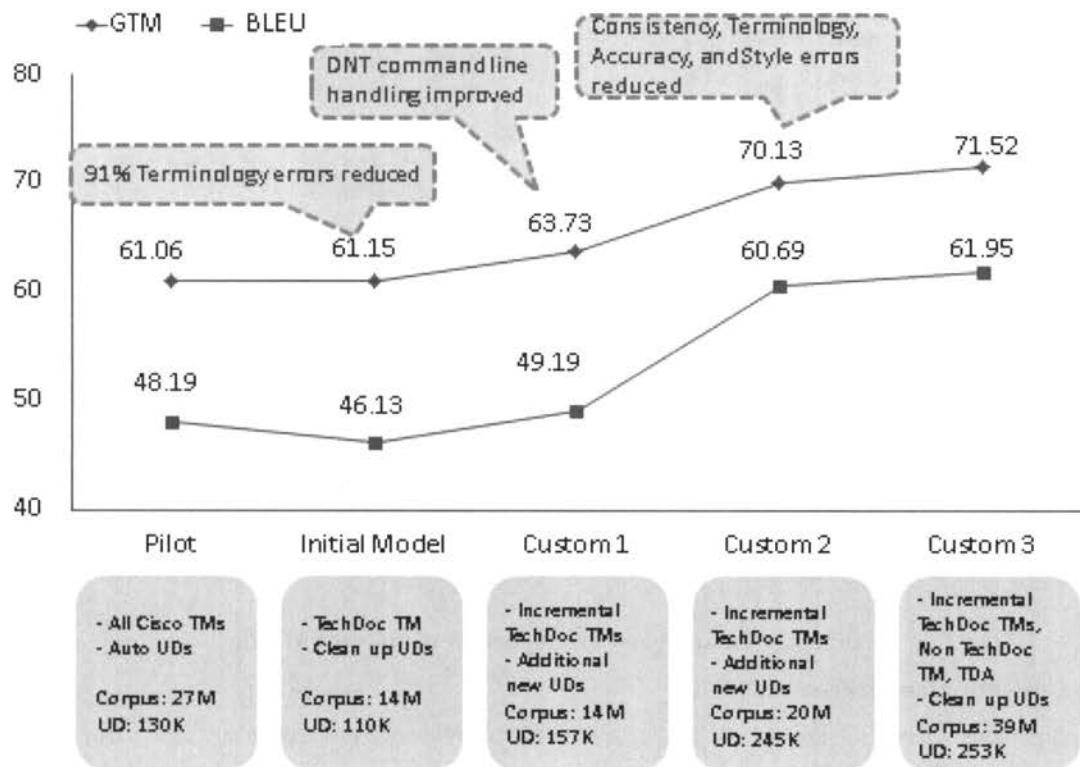 GTM BLEU
Consistency, Terminology,
Accuracy, and Style errors
reduced
DNT command line
handling improved
91% Terminology errors reduced
80
70
60
50
40
61.06 61.15 63.73 70.13 71.52
48.19 46.13 49.19 60.69 61.95
Pilot Initial Model Custom 1 Custom 2 Custom 3
- All Cisco TMs
- Auto UDs
Corpus: 27M
UD: 130K
- TechDoc TM
- Clean up UDs
Corpus: 14M
UD: 110K
- Incremental
TechDoc TMs
- Additional
new UDs
Corpus: 14M
UD: 157K
- Incremental
TechDoc TMs
- Additional
new UDs
Corpus: 20M
UD: 245K
- Incremental
TechDoc TMs,
Non TechDoc
TM, TDA
- Clean up UDs
Corpus: 39M
UD: 253K